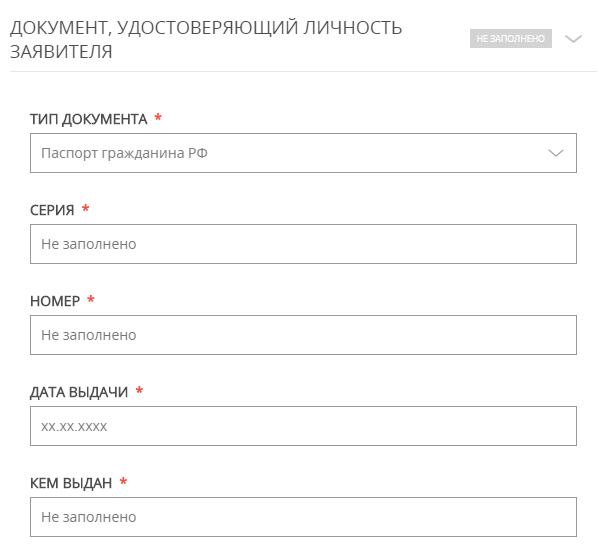 ДОКУМЕНТ, УДОСТОВЕРЯЮЩИЙ ЛИЧНОСТЬ
ЗАЯВИТЕЛЯ
НЕ ЗАПОЛНЕНО
ТИП ДОКУМЕНТА *
Паспорт гражданина РФ
СЕРИЯ *
Не заполнено
НОМЕР *
Не заполнено
ДАТА ВЫДАЧИ *
xx.xx.xxxx
КЕМ ВЫДАН *
Не заполнено